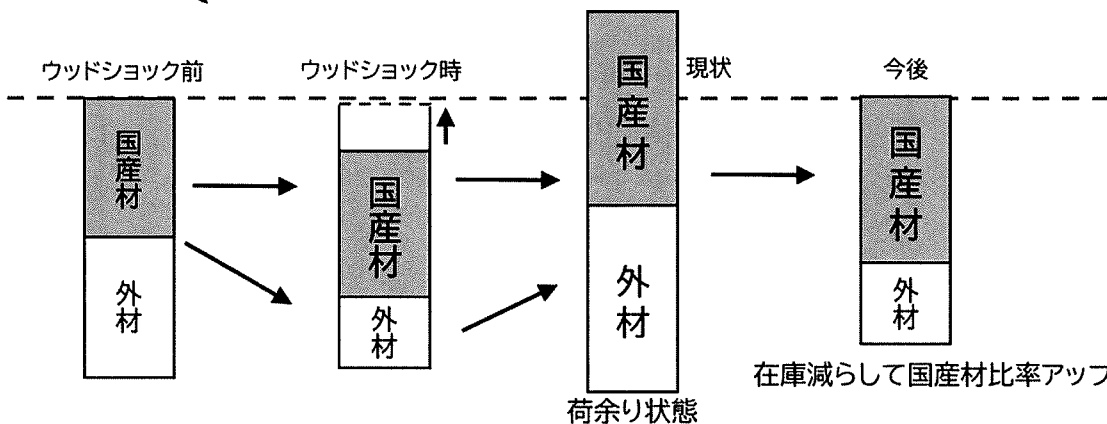 ウッドショック前
ウッドショック時
現状
今後
国産材
外材
国産材
外材
国産材
外材
国産材
外材
荷余り状態
在庫減らして国産材比率アップ